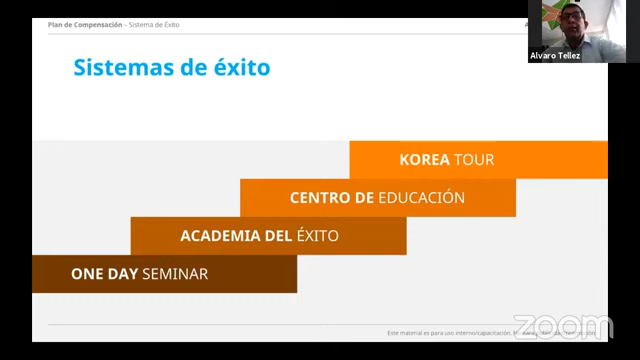 Plan de Compensación – Sistema de Éxito
Alvaro Tellez
Sistemas de éxito
KOREA TOUR
CENTRO DE EDUCACIÓN
ACADEMIA DEL ÉXITO
ONE DAY SEMINAR
Este material es para uso interno/capacitación.
zoom